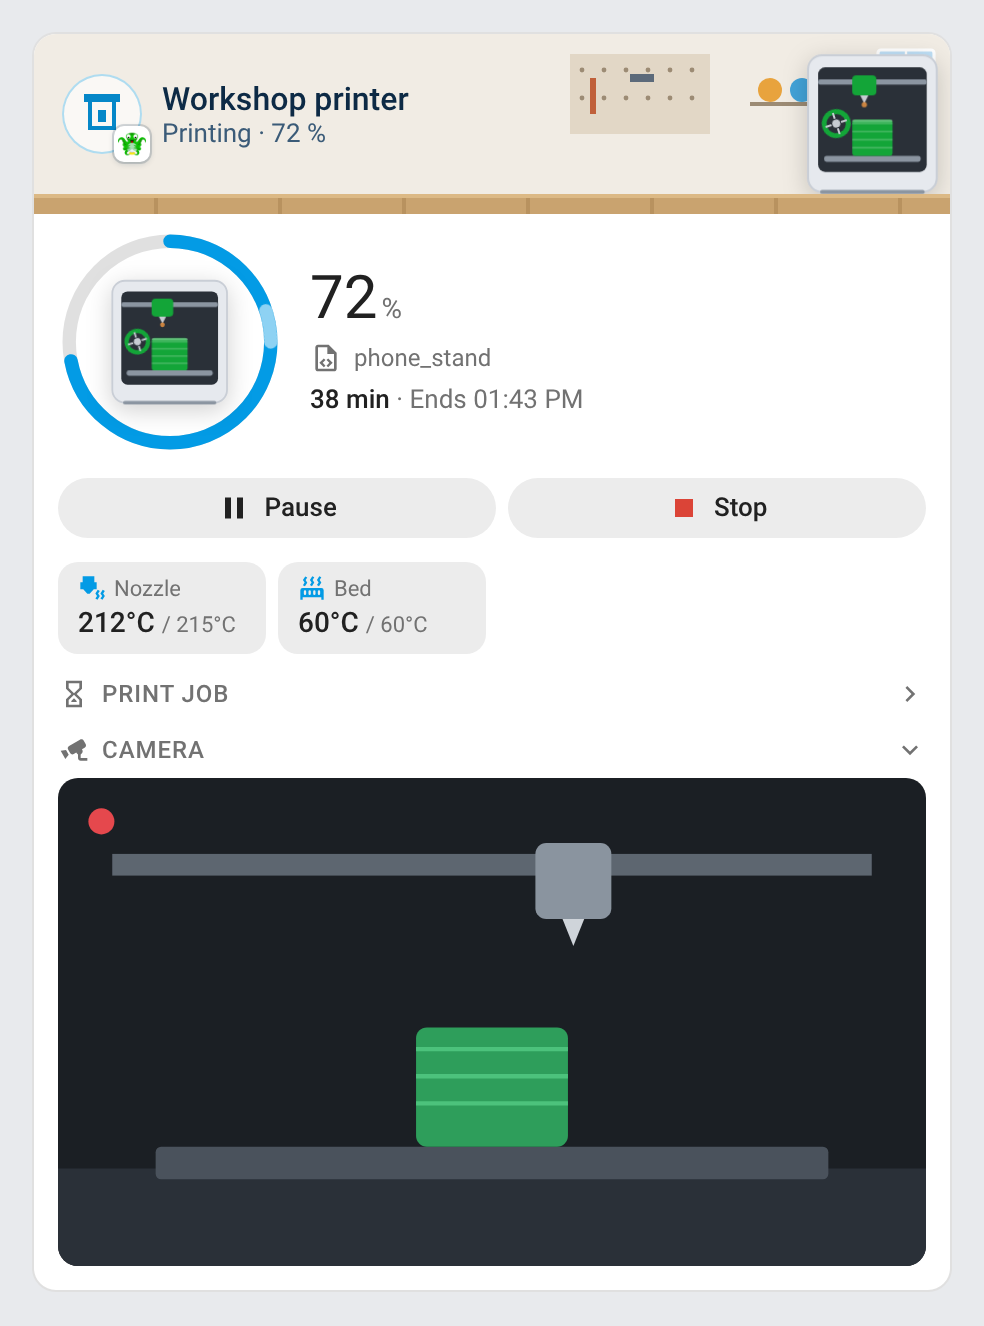 Workshop printer
Printing · 72 %
72 %
phone_stand
38 min · Ends 01:43 PM
Pause
Stop
Nozzle
212°C / 215°C
Bed
60°C / 60°C
PRINT JOB
CAMERA